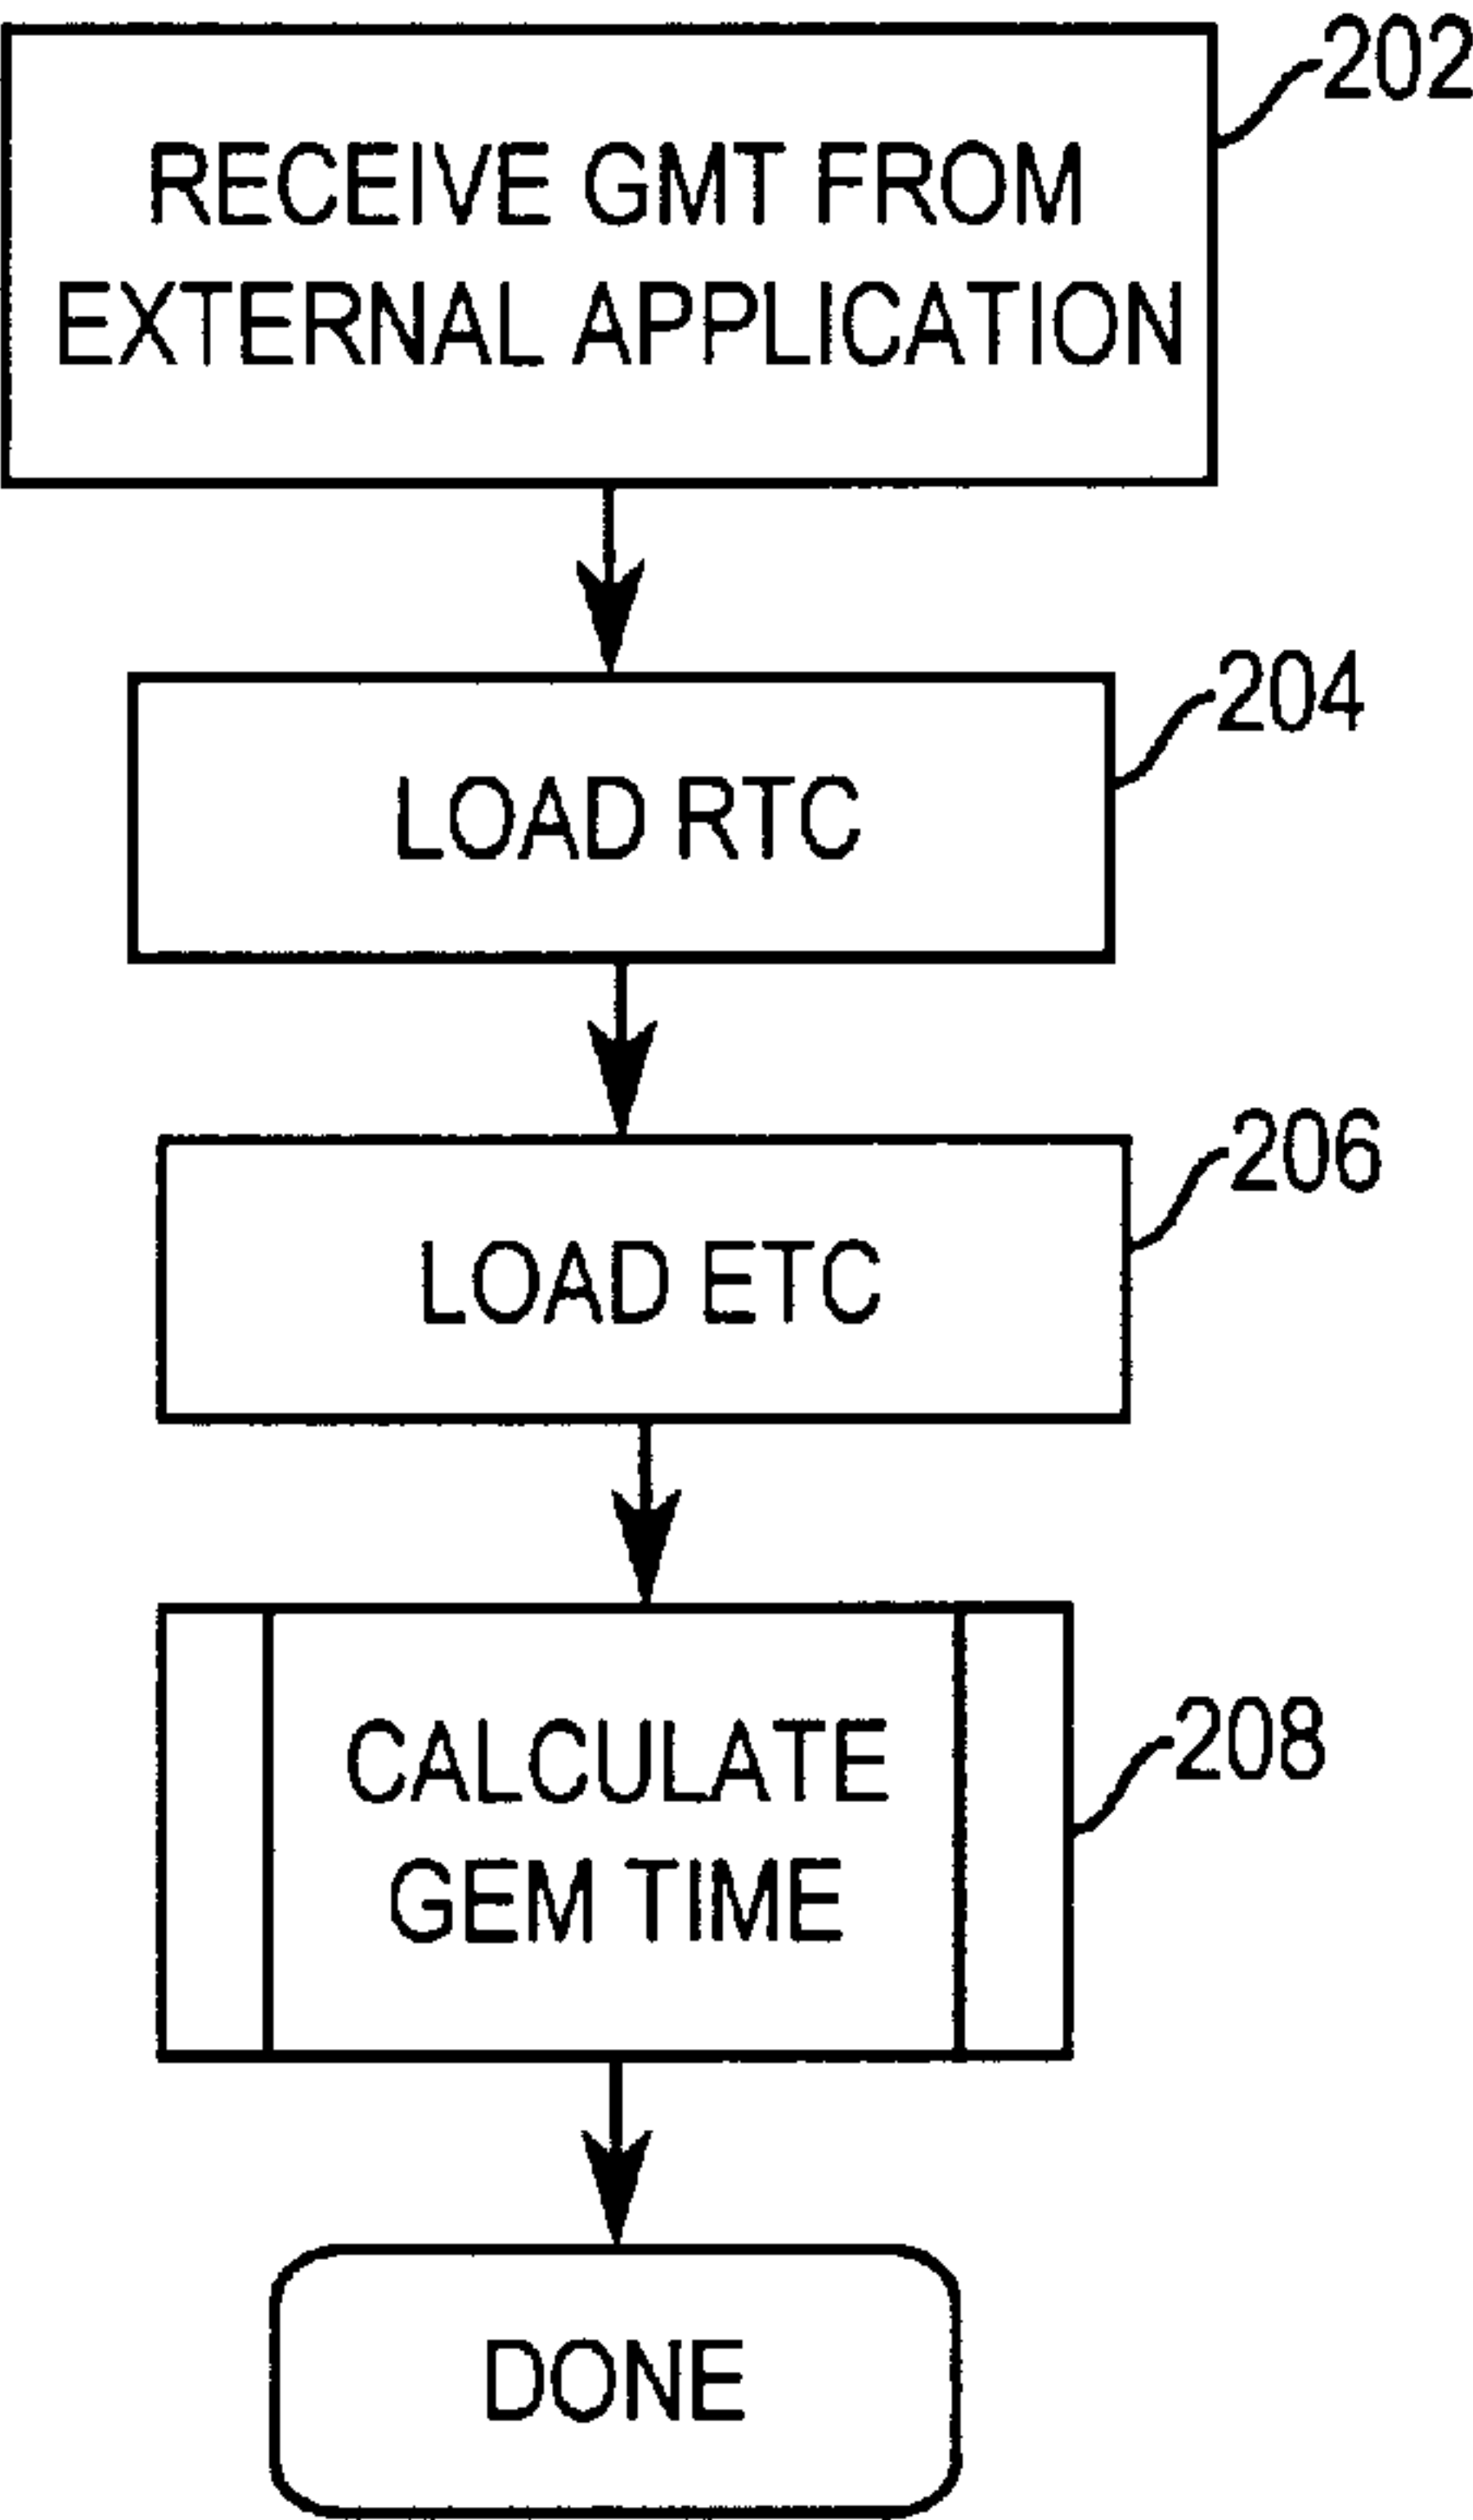 202
RECEIVE GMT FROM
EXTERNAL APPLICATION
204
LOAD RTC
206
LOAD ETC
208
CALCULATE
GEM TIME
DONE